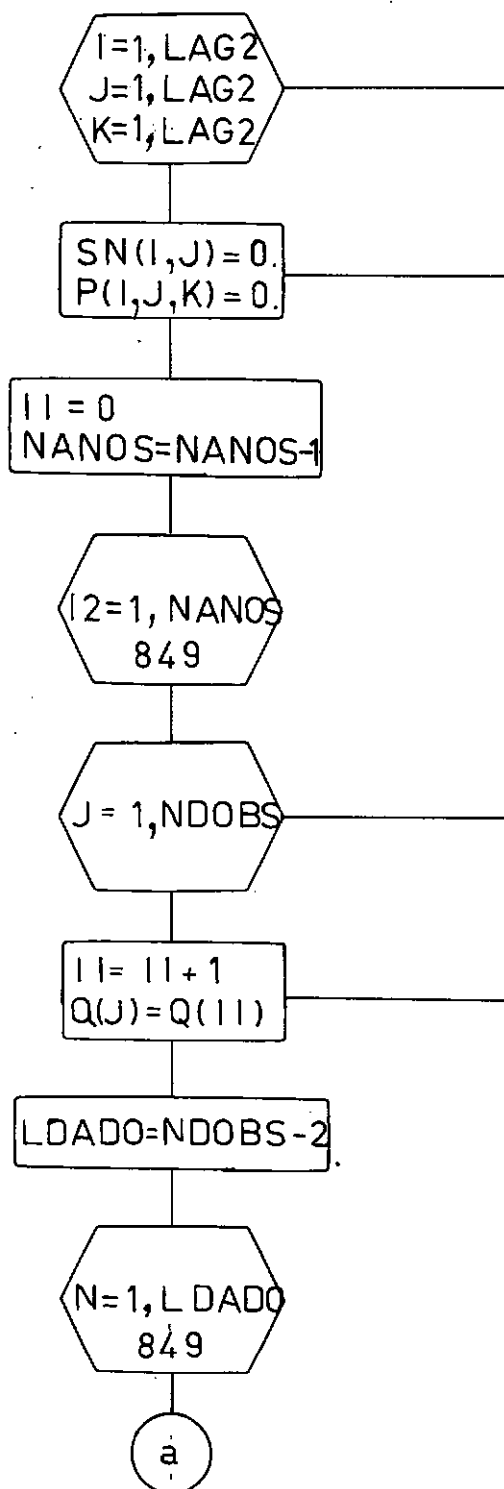 I=1, LAG2
J=1, LAG2
K=1, LAG2
SN(I,J)=0.
P(I,J,K)=0.
II=0
NANOS=NANOS-1
I2=1, NANOS
849
J=1,NDOBS
II=II+1
Q(J)=Q(II)
LDADO=NDOBS-2
N=1, LDADO
849
a